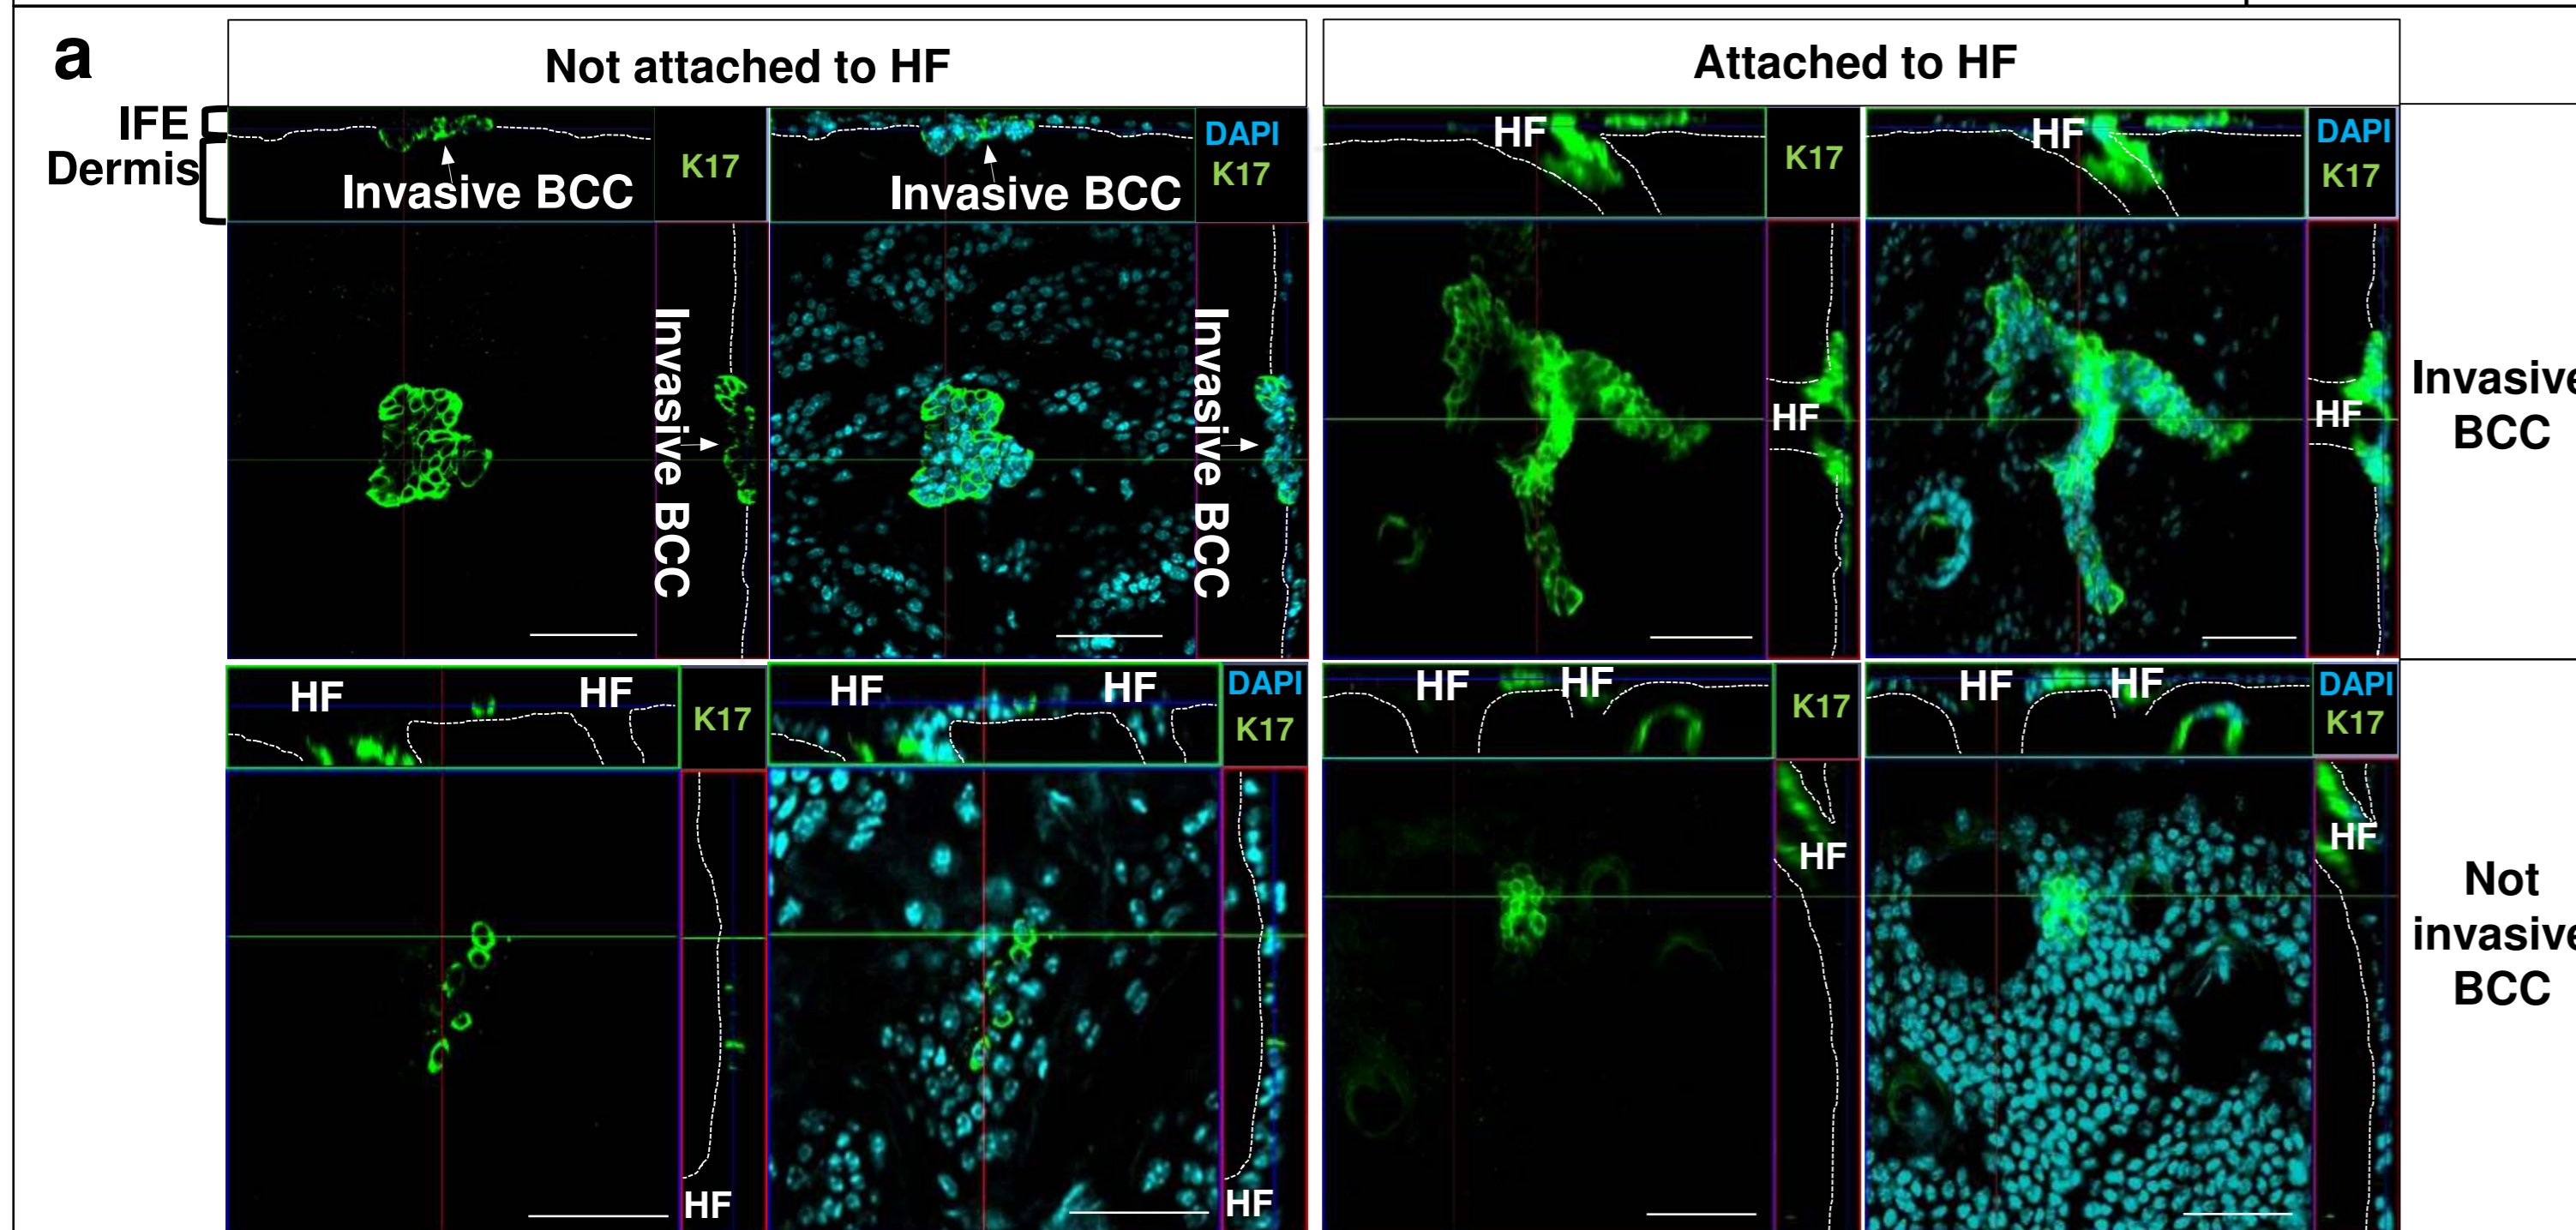 a
Not attached to HF
Attached to HF
IFE
Dermis
Invasive BCC
K17
Invasive BCC
DAPI
K17
HF
K17
HF
DAPI
K17
Invasive BCC
Invasive BCC
HF
HF
Invasive
BCC
HF
HF
K17
HF
HF
DAPI
K17
HF
HF
K17
HF
HF
DAPI
K17
HF
HF
HF
HF
Not
invasive
BCC